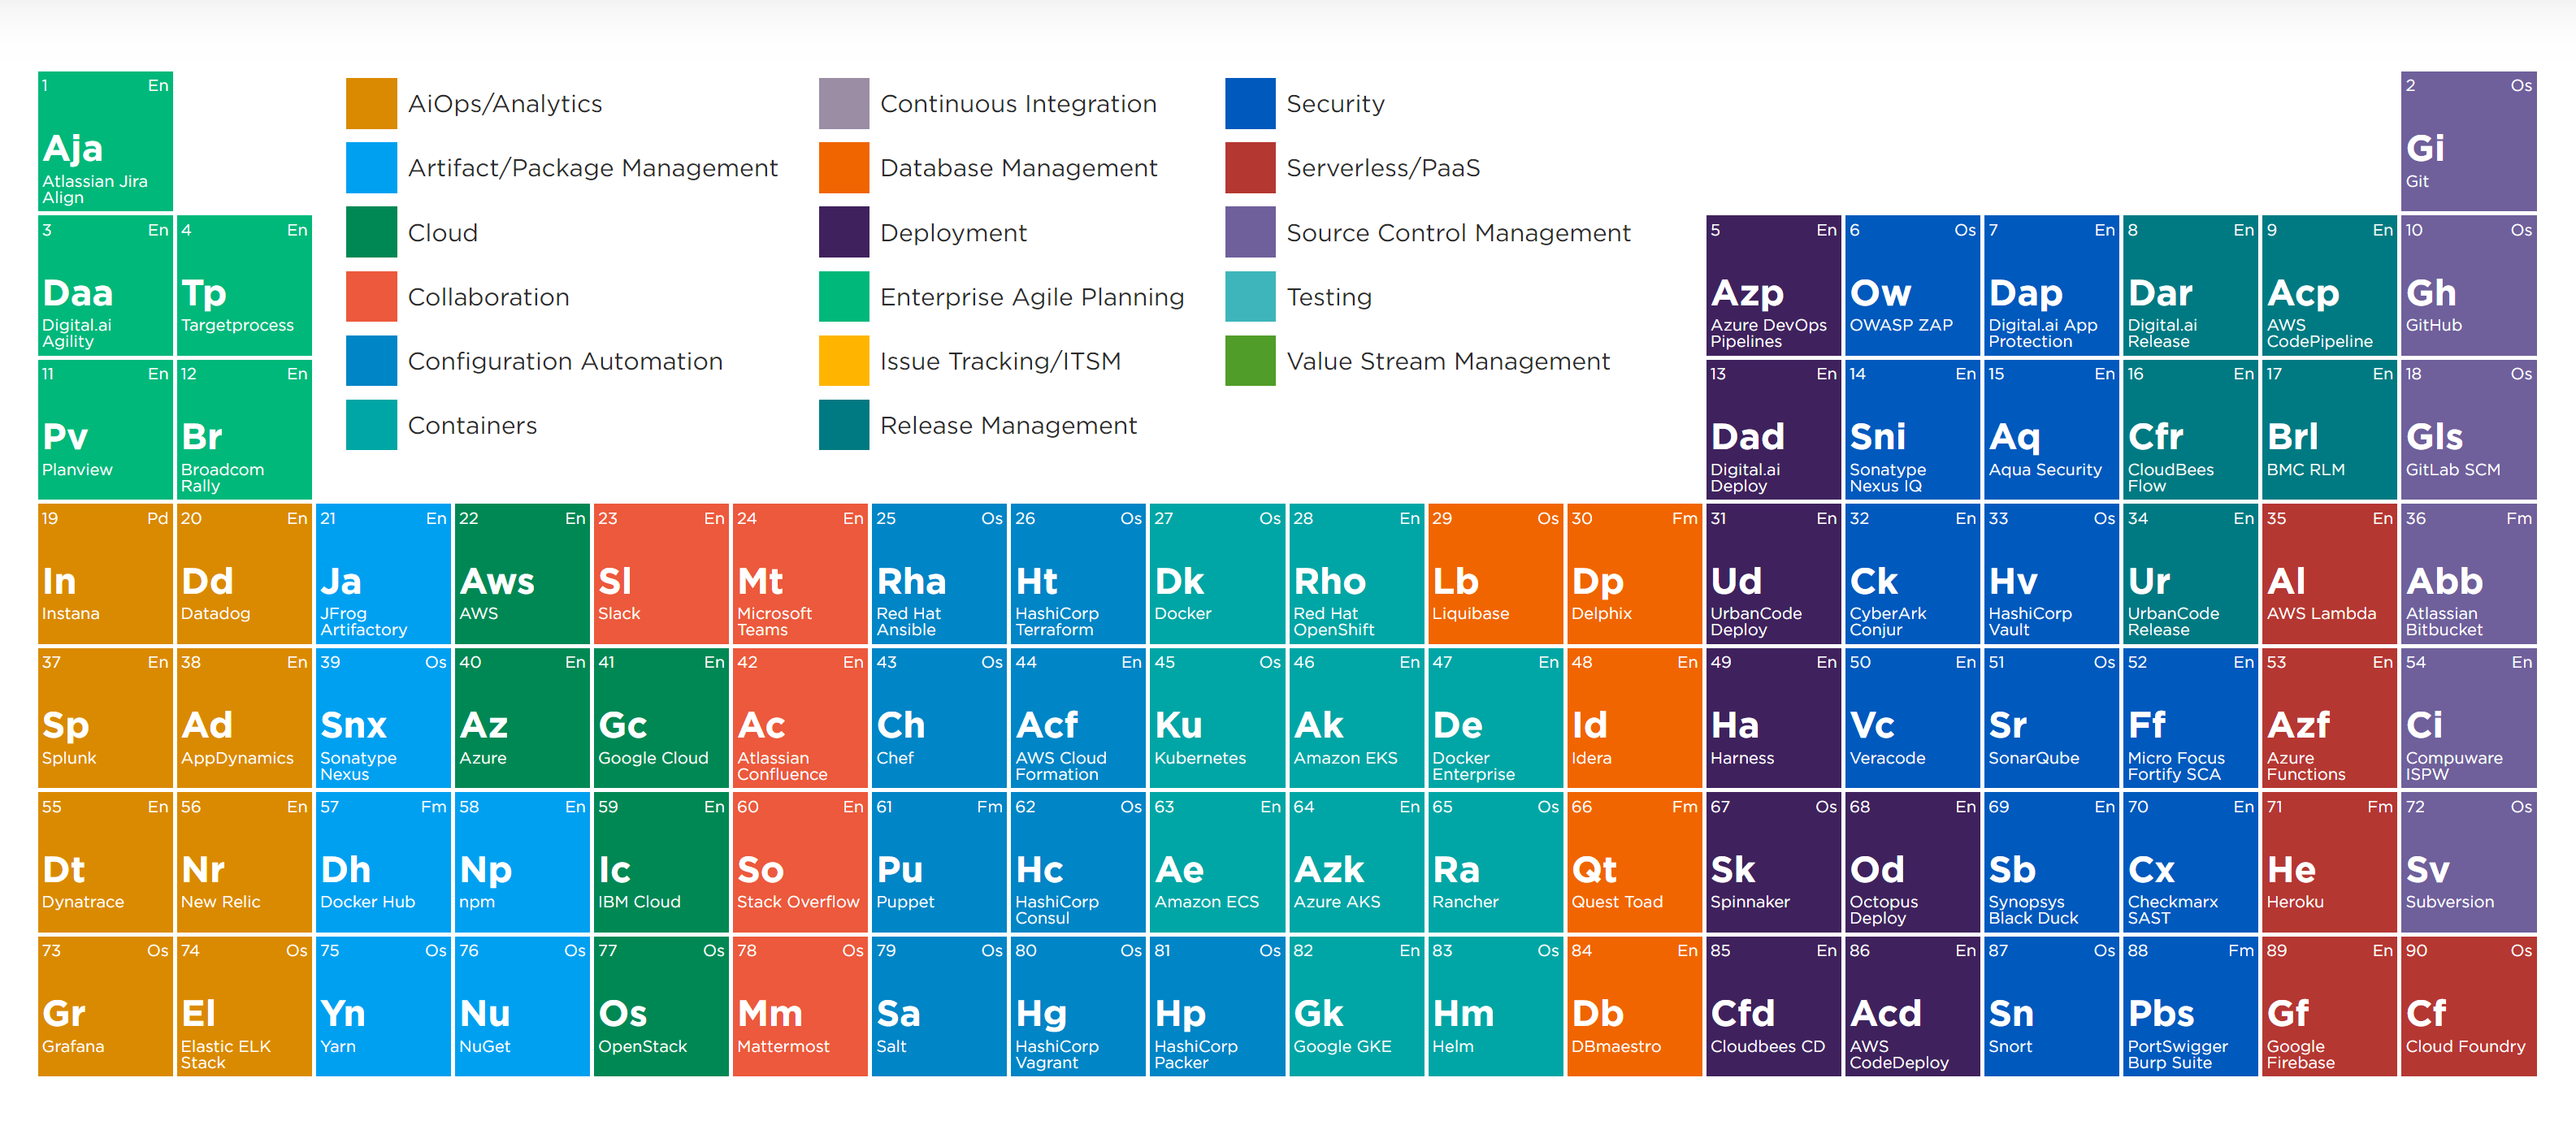 1 En
Aja
Atlassian Jira
Align
AiOps/Analytics
Artifact/Package Management
Cloud
Collaboration
Configuration Automation
Containers
Continuous Integration
Database Management
Deployment
Enterprise Agile Planning
Issue Tracking/ITSM
Release Management
Security
Serverless/PaaS
Source Control Management
Testing
Value Stream Management
2 Os
Gi
Git
3 En
Daa
Digital.ai
Agility
4 En
Tp
Targetprocess
5 En
Azp
Azure DevOps
Pipelines
6 Os
Ow
OWASP ZAP
7 En
Dap
Digital.ai App
Protection
8 En
Dar
Digital.ai
Release
9 En
Acp
AWS
CodePipeline
10 Os
Gh
GitHub
11 En
Pv
Planview
12 En
Br
Broadcom
Rally
13 En
Dad
Digital.ai
Deploy
14 En
Sni
Sonatype
Nexus IQ
15 En
Aq
Aqua Security
16 En
Cfr
CloudBees
Flow
17 En
Brl
BMC RLM
18 Os
Gls
GitLab SCM
19 Pd
In
Instana
20 En
Dd
Datadog
21 En
Ja
JFrog
Artifactory
22 En
Aws
AWS
23 En
Sl
Slack
24 En
Mt
Microsoft
Teams
25 Os
Rha
Red Hat
Ansible
26 Os
Ht
HashiCorp
Terraform
27 Os
Dk
Docker
28 En
Rho
Red Hat
OpenShift
29 Os
Lb
Liquibase
30 Fm
Dp
Delphix
31 En
Ud
UrbanCode
Deploy
32 En
Ck
CyberArk
Conjur
33 Os
Hv
HashiCorp
Vault
34 En
Ur
UrbanCode
Release
35 En
Al
AWS Lambda
36 Fm
Abb
Atlassian
Bitbucket
37 En
Sp
Splunk
38 En
Ad
AppDynamics
39 Os
Snx
Sonatype
Nexus
40 En
Az
Azure
41 En
Gc
Google Cloud
42 En
Ac
Atlassian
Confluence
43 Os
Ch
Chef
44 En
Acf
AWS Cloud
Formation
45 Os
Ku
Kubernetes
46 En
Ak
Amazon EKS
47 En
De
Docker
Enterprise
48 En
Id
Idera
49 En
Ha
Harness
50 En
Vc
Veracode
51 Os
Sr
SonarQube
52 En
Ff
Micro Focus
Fortify SCA
53 En
Azf
Azure
Functions
54 En
Ci
Compuware
ISPW
55 En
Dt
Dynatrace
56 En
Nr
New Relic
57 Fm
Dh
Docker Hub
58 En
Np
npm
59 En
Ic
IBM Cloud
60 En
So
Stack Overflow
61 Fm
Pu
Puppet
62 Os
Hc
HashiCorp
Consul
63 En
Ae
Amazon ECS
64 En
Azk
Azure AKS
65 Os
Ra
Rancher
66 Fm
Qt
Quest Toad
67 Os
Sk
Spinnaker
68 En
Od
Octopus
Deploy
69 En
Sb
Synopsys
Black Duck
70 En
Cx
Checkmarx
SAST
71 Fm
He
Heroku
72 Os
Sv
Subversion
73 Os
Gr
Grafana
74 Os
El
Elastic ELK
Stack
75 Os
Yn
Yarn
76 Os
Nu
NuGet
77 Os
Os
OpenStack
78 Os
Mm
Mattermost
79 Os
Sa
Salt
80 Os
Hg
HashiCorp
Vagrant
81 Os
Hp
HashiCorp
Packer
82 En
Gk
Google GKE
83 Os
Hm
Helm
84 En
Db
DBmaestro
85 En
Cfd
Cloudbees CD
86 En
Acd
AWS
CodeDeploy
87 Os
Sn
Snort
88 Fm
Pbs
PortSwigger
Burp Suite
89 En
Gf
Google
Firebase
90 Os
Cf
Cloud Foundry